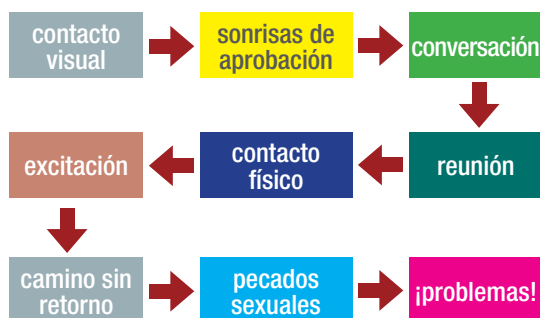 contacto
visual
sonrisas de
aprobación
conversación
reunión
contacto
físico
excitación
camino sin
retorno
pecados
sexuales
¡problemas!